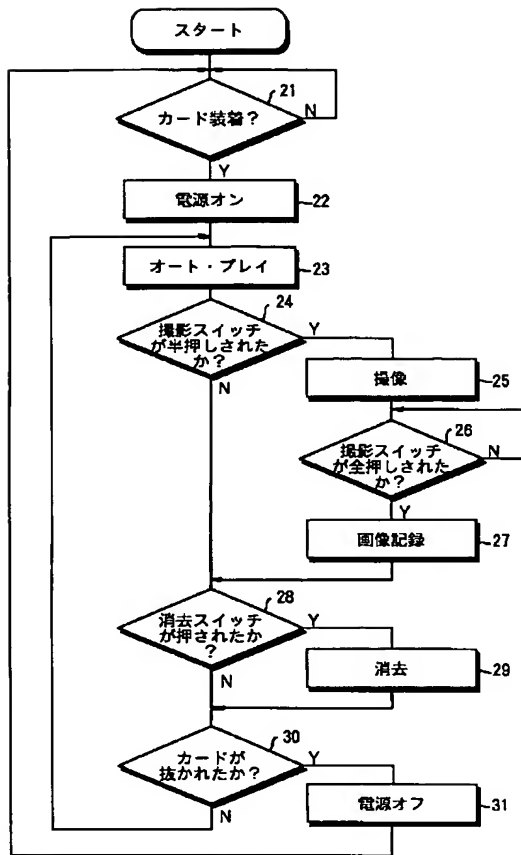 スタート
カード装着？
21
N
Y
電源オン
22
オート・プレイ
23
24
撮影スイッチ
が半押しされた
か？
Y
N
撮像
25
26
撮影スイッチ
が全押しされた
か？
N
Y
画像記録
27
28
消去スイッチ
が押されたか
？
Y
N
消去
29
30
カードが
抜かれたか？
Y
N
電源オフ
31